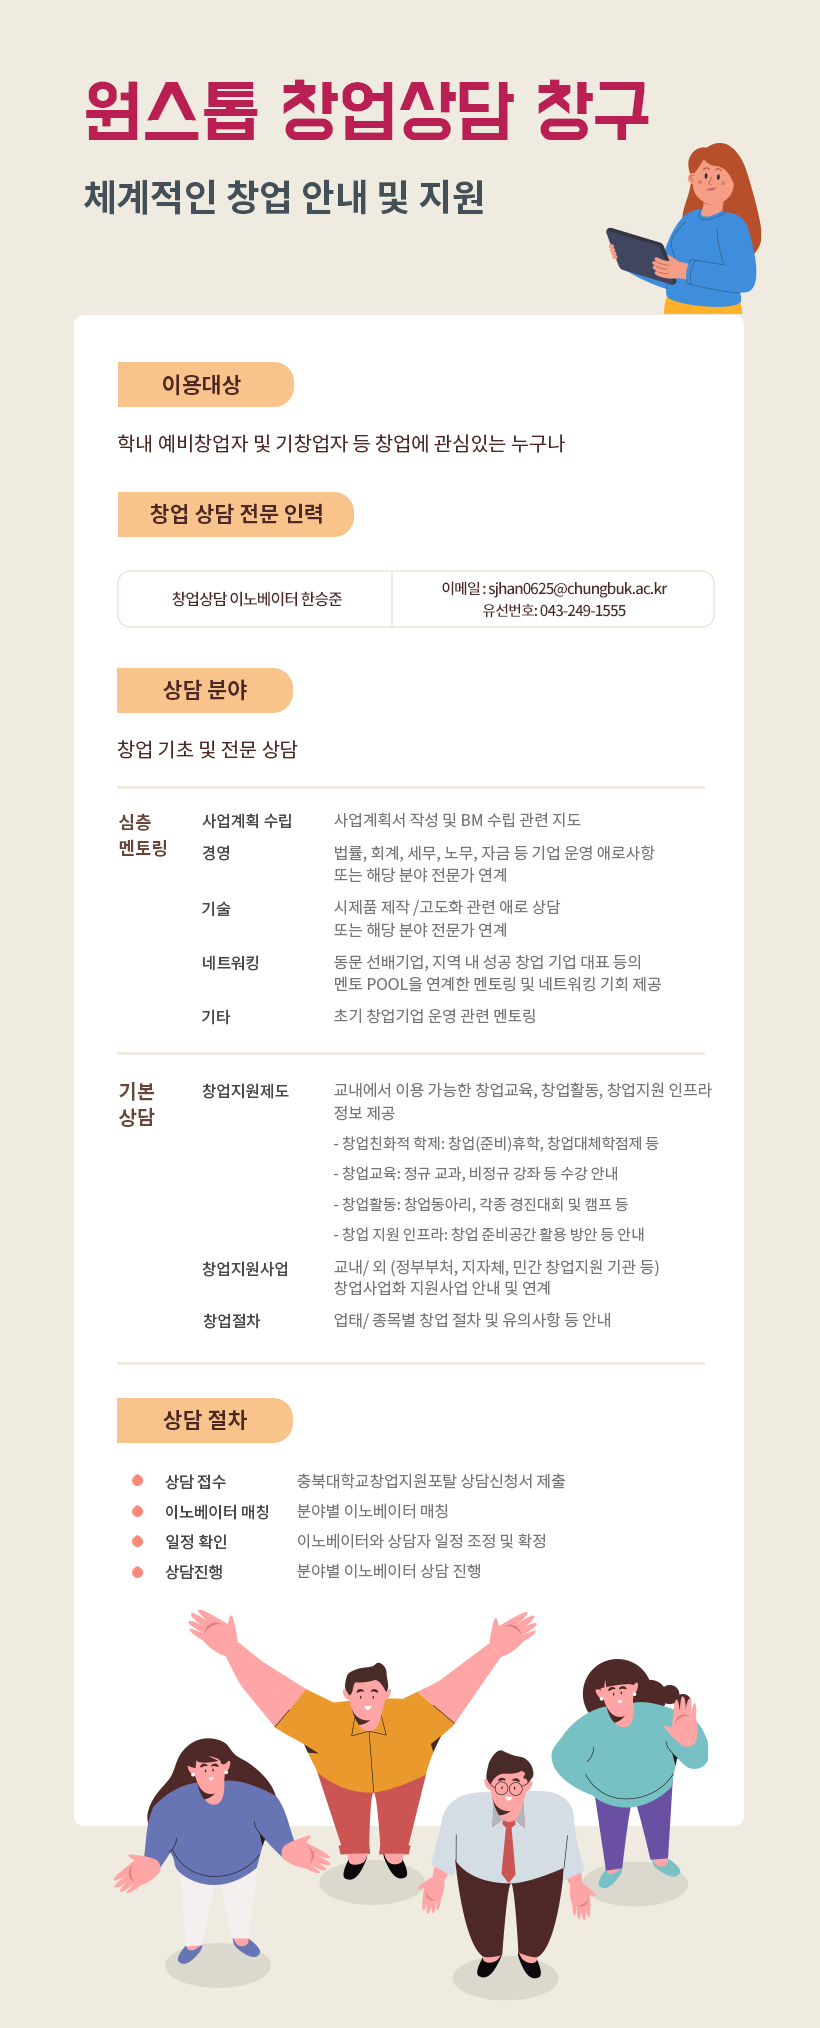 원스톱 창업상담 창구
체계적인 창업 안내 및 지원
이용대상
학내 예비창업자 및 기창업자 등 창업에 관심있는 누구나
창업 상담 전문 인력
창업상담 이노베이터 한승준
이메일 : sjhan0625@chungbuk.ac.kr
유선번호: 043-249-1555
상담 분야
창업 기초 및 전문 상담
심층
멘토링
사업계획 수립
사업계획서 작성 및 BM 수립 관련 지도
경영
법률, 회계, 세무, 노무, 자금 등 기업 운영 애로사항
또는 해당 분야 전문가 연계
기술
시제품 제작 /고도화 관련 애로 상담
또는 해당 분야 전문가 연계
네트워킹
동문 선배기업, 지역 내 성공 창업 기업 대표 등의
멘토 POOL을 연계한 멘토링 및 네트워킹 기회 제공
기타
초기 창업기업 운영 관련 멘토링
기본
상담
창업지원제도
교내에서 이용 가능한 창업교육, 창업활동, 창업지원 인프라
정보 제공
- 창업친화적 학제: 창업(준비)휴학, 창업대체학점제 등
- 창업교육: 정규 교과, 비정규 강좌 등 수강 안내
- 창업활동: 창업동아리, 각종 경진대회 및 캠프 등
- 창업 지원 인프라: 창업 준비공간 활용 방안 등 안내
창업지원사업
교내/ 외 (정부부처, 지자체, 민간 창업지원 기관 등)
창업사업화 지원사업 안내 및 연계
창업절차
업태/ 종목별 창업 절차 및 유의사항 등 안내
상담 절차
상담 접수
충북대학교창업지원포탈 상담신청서 제출
이노베이터 매칭
분야별 이노베이터 매칭
일정 확인
이노베이터와 상담자 일정 조정 및 확정
상담진행
분야별 이노베이터 상담 진행